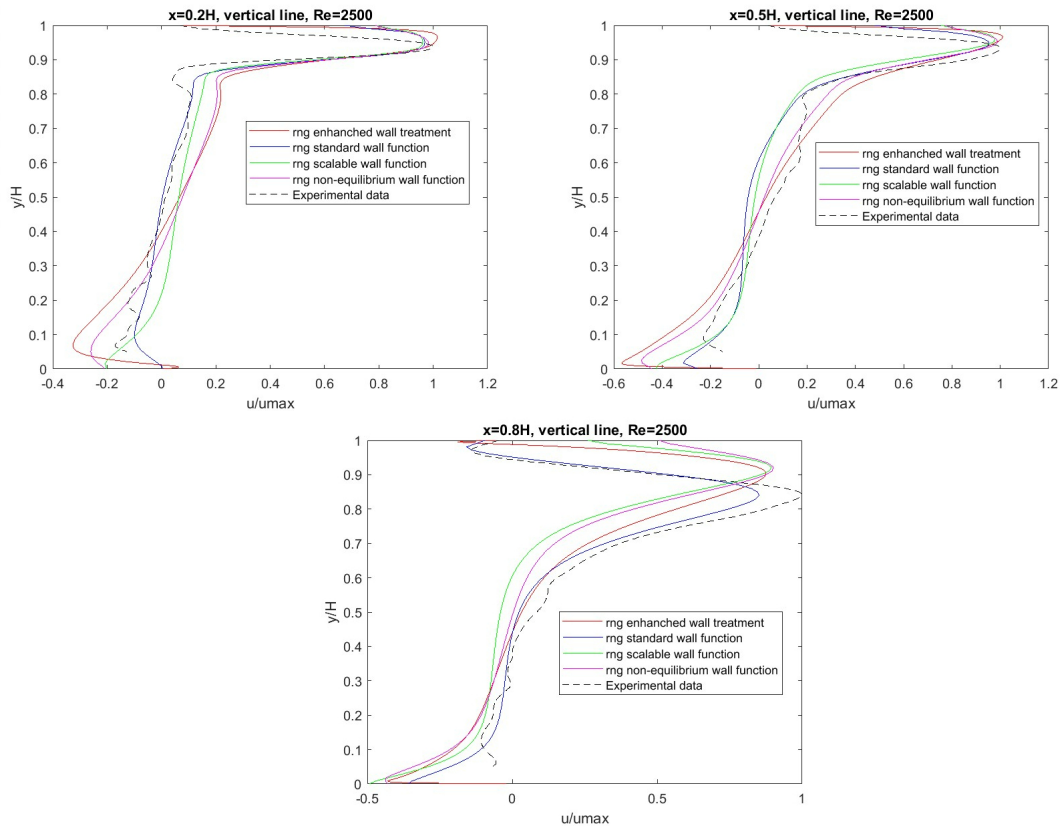 x=0.2H, vertical line, Re=2500
1
0.9
0.8
0.7
0.6
0.5
0.4
0.3
0.2
0.1
0
y/H
rng enhanched wall treatment
rng standard wall function
rng scalable wall function
rng non-equilibrium wall function
Experimental data
-0.4 -0.2 0 0.2 0.4 0.6 0.8 1 1.2
u/umax
x=0.5H, vertical line, Re=2500
1
0.9
0.8
0.7
0.6
0.5
0.4
0.3
0.2
0.1
0
y/H
rng enhanched wall treatment
rng standard wall function
rng scalable wall function
rng non-equilibrium wall function
Experimental data
-0.6 -0.4 -0.2 0 0.2 0.4 0.6 0.8 1 1.2
u/umax
x=0.8H, vertical line, Re=2500
1
0.9
0.8
0.7
0.6
0.5
0.4
0.3
0.2
0.1
0
y/H
rng enhanched wall treatment
rng standard wall function
rng scalable wall function
rng non-equilibrium wall function
Experimental data
-0.5 0 0.5 1
u/umax